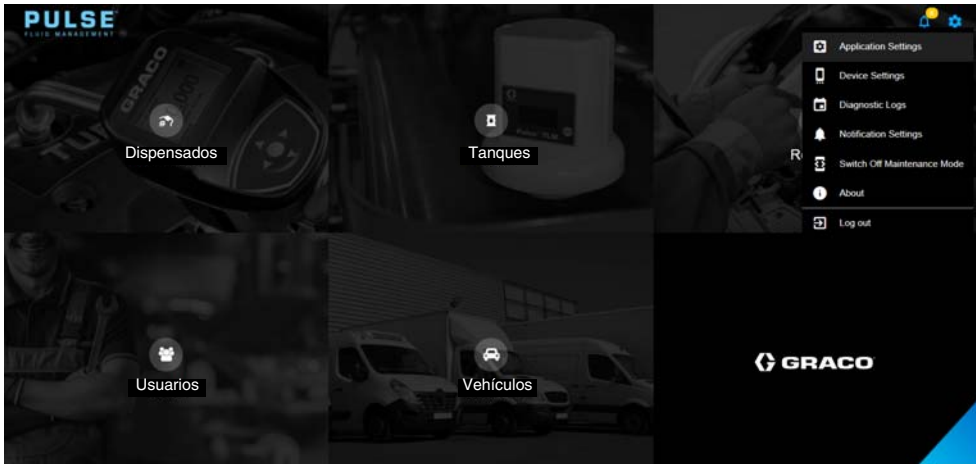 PULSE
FLUID MANAGEMENT
GRACO
Dispensados
Tanques
Application Settings
Device Settings
Diagnostic Logs
Notification Settings
Switch Off Maintenance Mode
About
Log out
Usuarios
Vehículos
GRACO